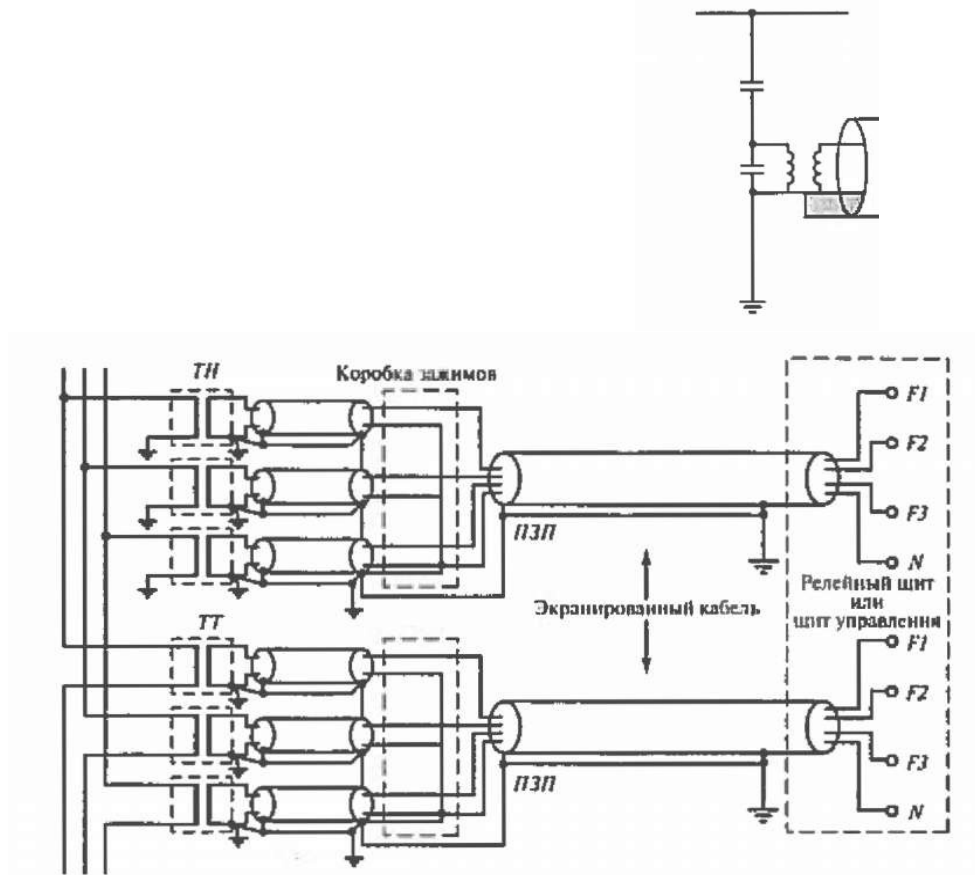 ТН
Коробка зажимов
F1
F2
F3
N
ПЗП
Экранированный кабель
Релейный щит
или
щит управления
ТТ
F1
F2
F3
N
ПЗП